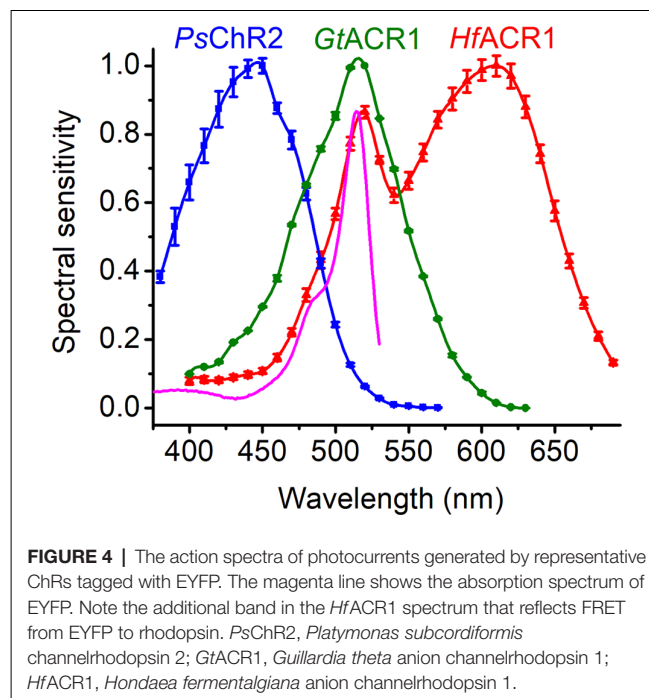 PsChR2 GtACR1 HfACR1
1.0
0.8
0.6
0.4
0.2
0.0
Spectral sensitivity
400 450 500 550 600 650
Wavelength (nm)
FIGURE 4 | The action spectra of photocurrents generated by representative
ChRs tagged with EYFP. The magenta line shows the absorption spectrum of
EYFP. Note the additional band in the HfACR1 spectrum that reflects FRET
from EYFP to rhodopsin. PsChR2, Platymonas subcordiformis
channelrhodopsin 2; GtACR1, Guillardia theta anion channelrhodopsin 1;
HfACR1, Hondaea fermentalgiana anion channelrhodopsin 1.